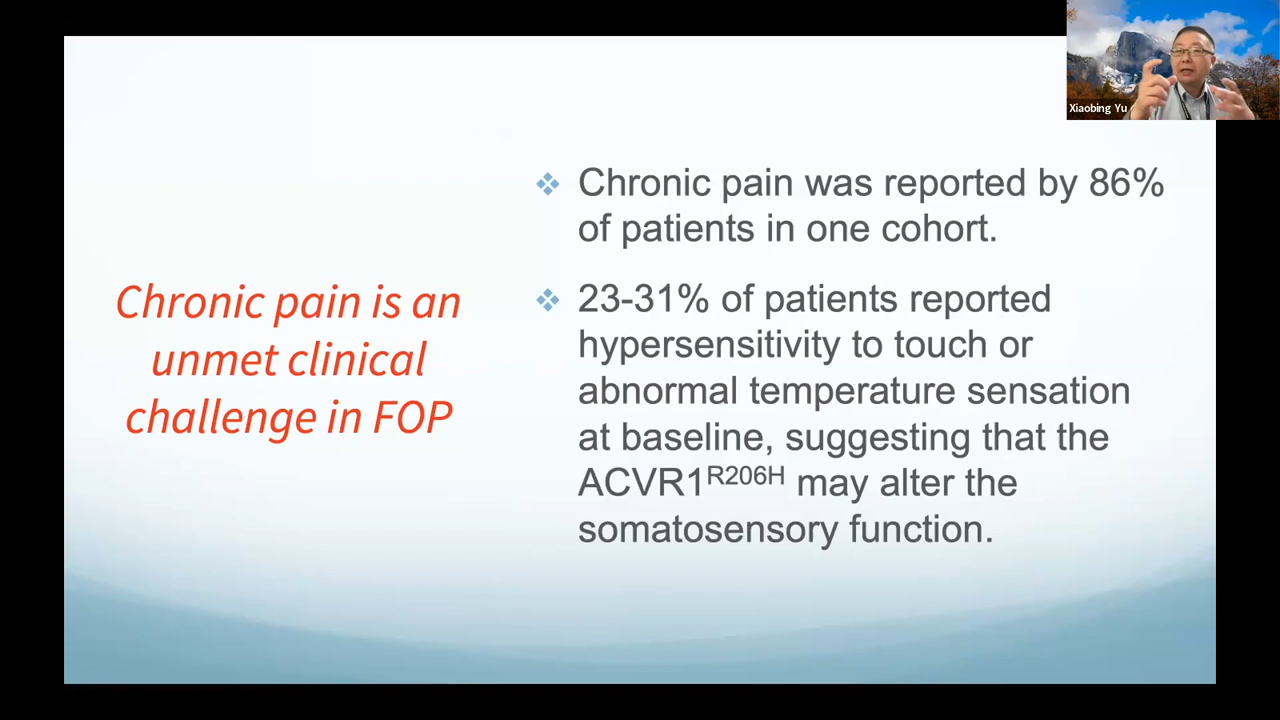 Xiaobing Yu
Chronic pain is an
unmet clinical
challenge in FOP
❖ Chronic pain was reported by 86%
of patients in one cohort.
❖ 23-31% of patients reported
hypersensitivity to touch or
abnormal temperature sensation
at baseline, suggesting that the
ACVR1R206H may alter the
somatosensory function.